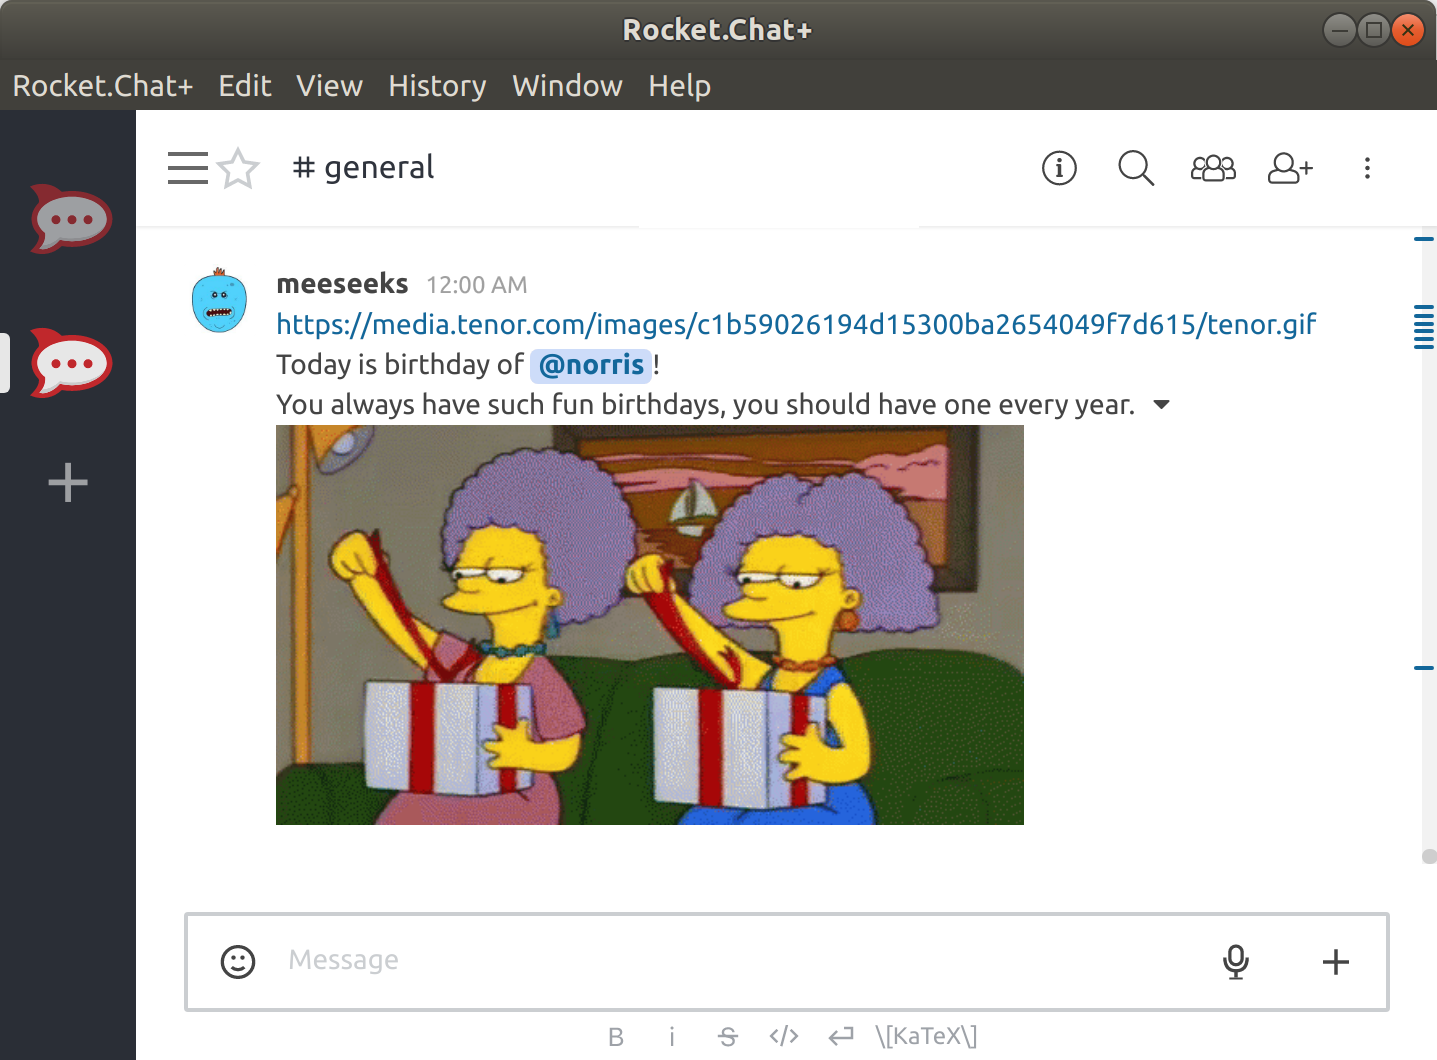 Rocket.Chat+
Rocket.Chat+ Edit View History Window Help
# general
meeseeks 12:00 AM
https://media.tenor.com/images/c1b59026194d15300ba2654049f7d615/tenor.gif
Today is birthday of @norris!
You always have such fun birthdays, you should have one every year.
Message
B i S </> \[KaTeX\]